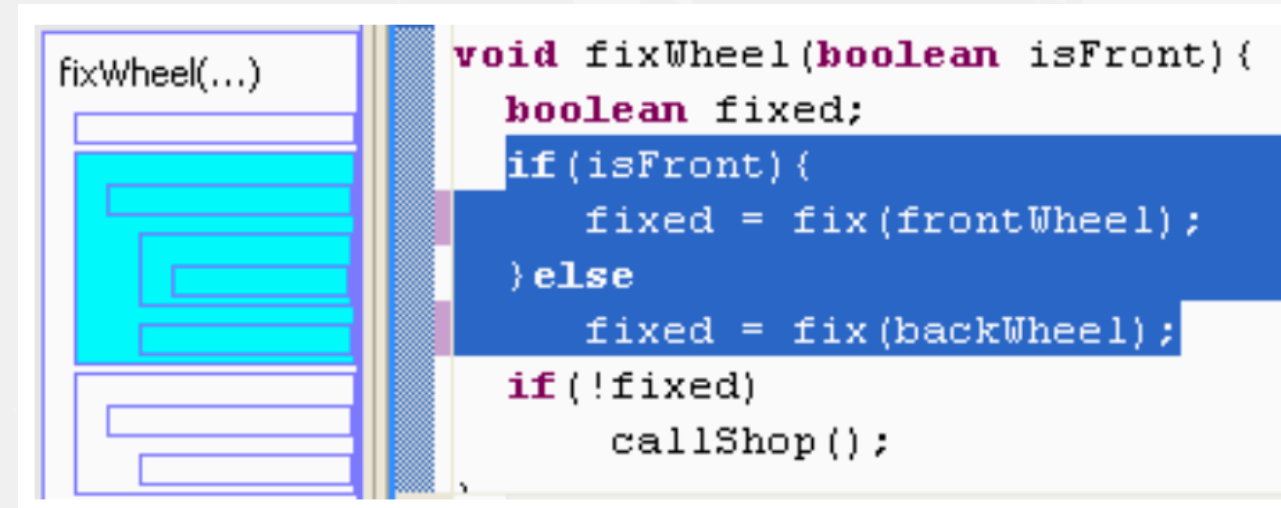 fixWheel(...)
void fixWheel(boolean isFront){
boolean fixed;
if(isFront){
fixed = fix(frontWheel);
}else
fixed = fix(backWheel);
if(!fixed)
callShop();